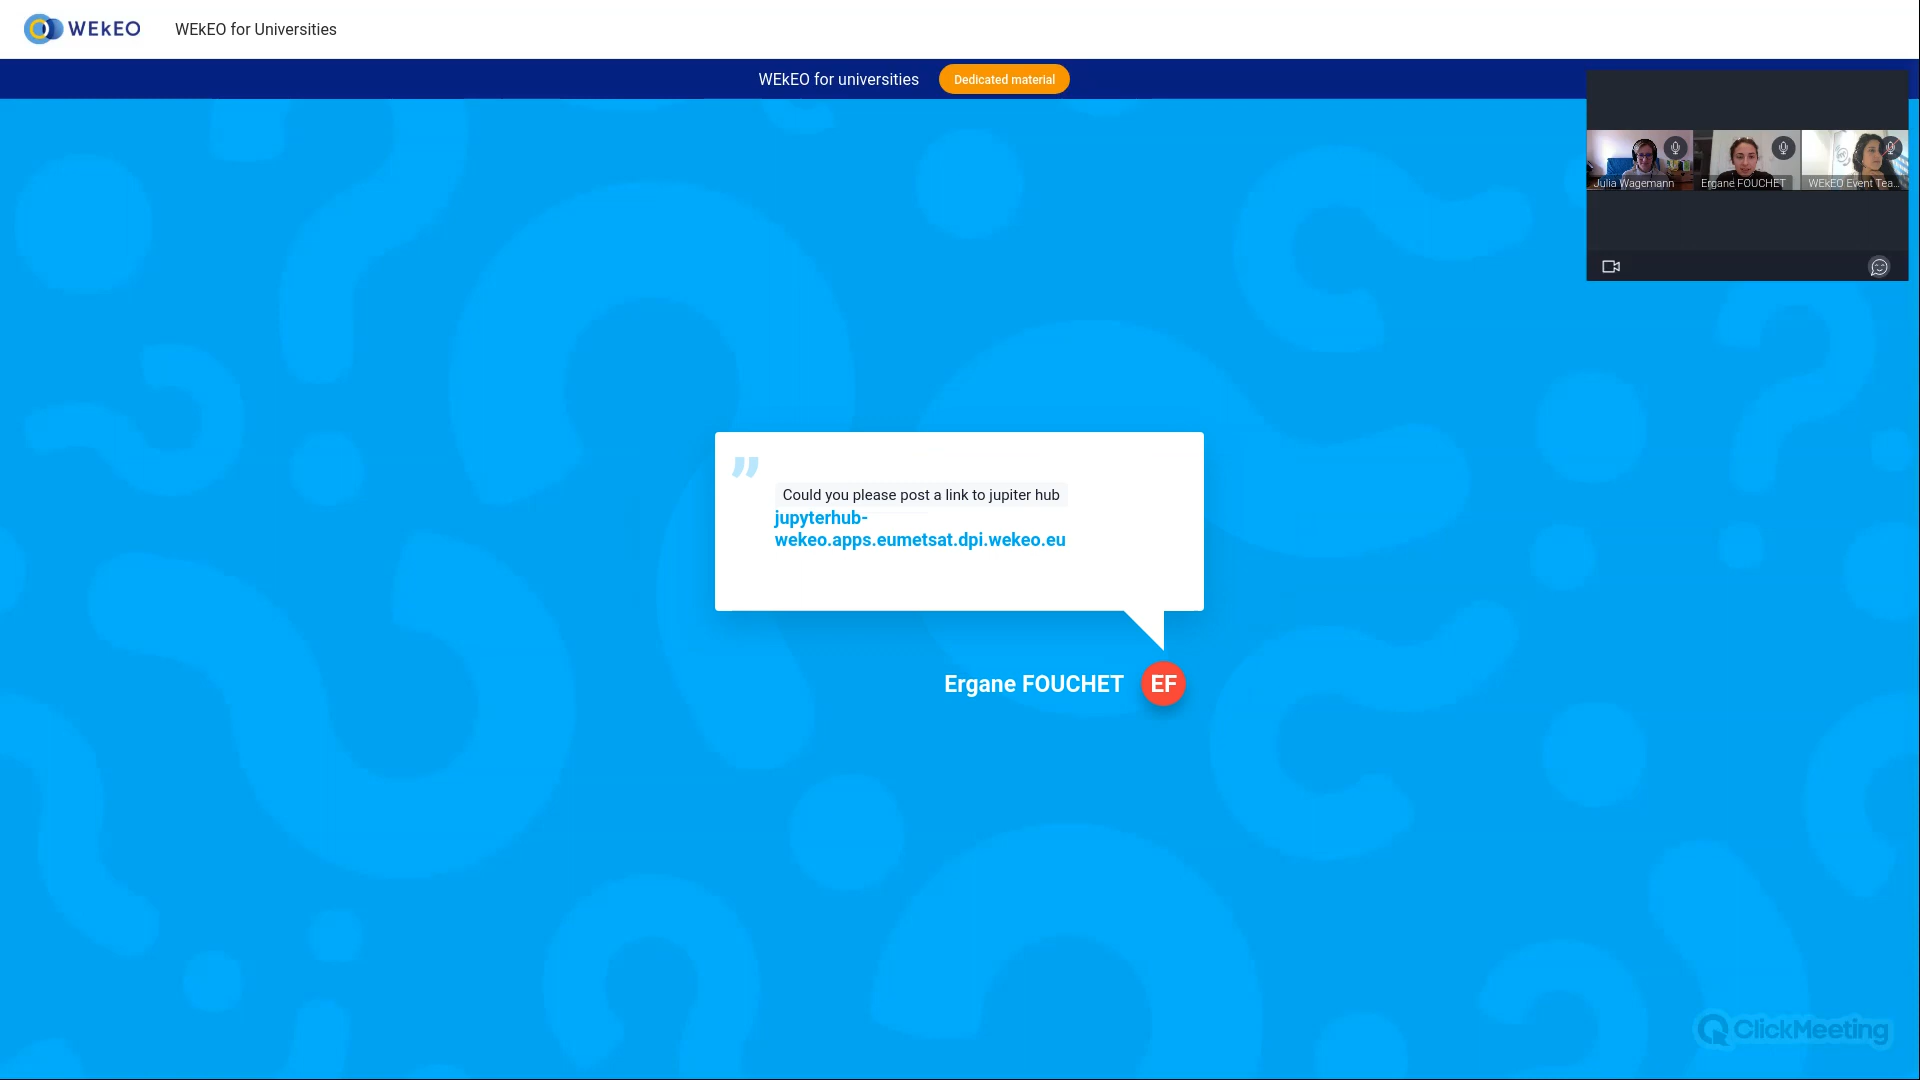 WEkEO
WEkEO for Universities
WEkEO for universities
Dedicated material
Julia Wagemann
Ergane FOUCHET
WEkEO Event Tea...
”
Could you please post a link to jupiter hub
jupyterhub-
wekeo.apps.eumetsat.dpi.wekeo.eu
Ergane FOUCHET
EF
ClickMeeting